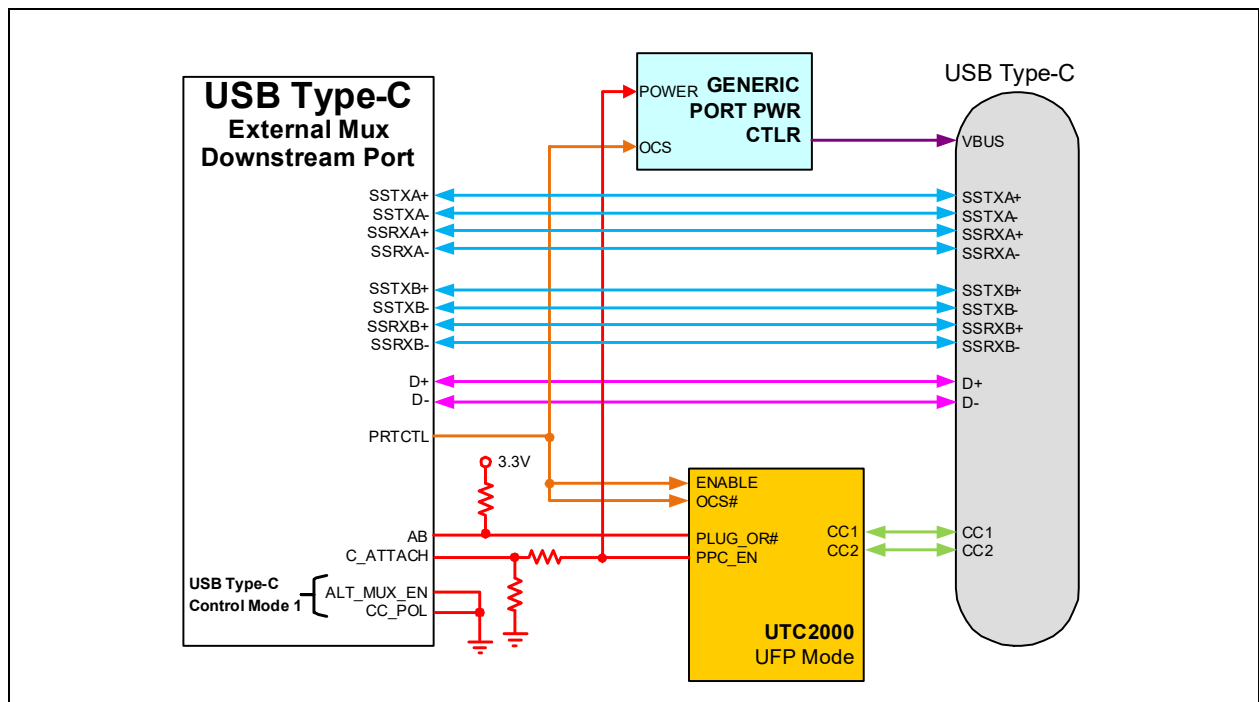 USB Type-C
External Mux
Downstream Port
SSTXA+
SSTXA-
SSRXA+
SSRXA-
SSTXB+
SSTXB-
SSRXB+
SSRXB-
D+
D-
PRTCTL
AB
C_ATTACH
ALT_MUX_EN
CC_POL
USB Type-C
Control Mode 1
3.3V
POWER
OCS
GENERIC
PORT PWR
CTLR
ENABLE
OCS#
PLUG_OR#
PPC_EN
CC1
CC2
UTC2000
UFP Mode
USB Type-C
VBUS
SSTXA+
SSTXA-
SSRXA+
SSRXA-
SSTXB+
SSTXB-
SSRXB+
SSRXB-
D+
D-
CC1
CC2